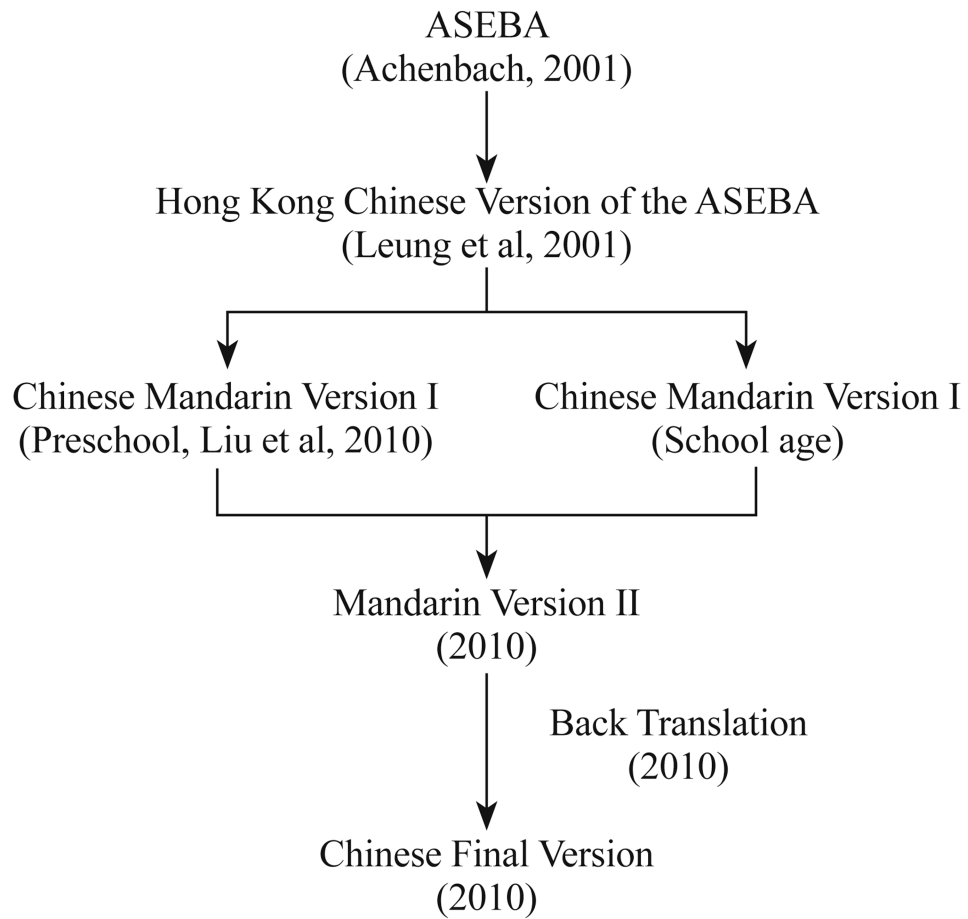 ASEBA
(Achenbach, 2001)
Hong Kong Chinese Version of the ASEBA
(Leung et al, 2001)
Chinese Mandarin Version I
(Preschool, Liu et al, 2010)
Chinese Mandarin Version I
(School age)
Mandarin Version II
(2010)
Back Translation
(2010)
Chinese Final Version
(2010)